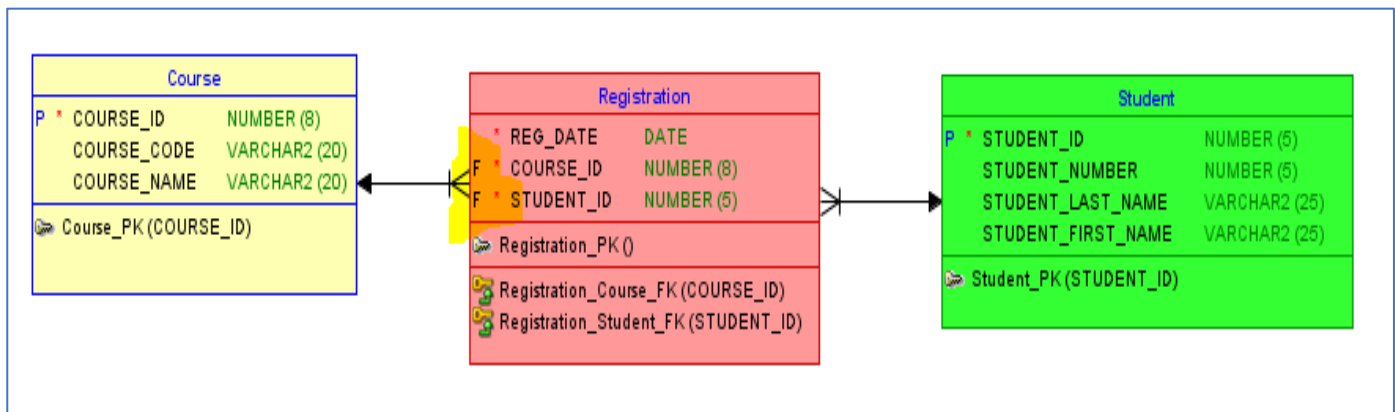 Course
P * COURSE_ID NUMBER (8)
COURSE_CODE VARCHAR2 (20)
COURSE_NAME VARCHAR2 (20)
Course_PK (COURSE_ID)
Registration
* REG_DATE DATE
F * COURSE_ID NUMBER (8)
F * STUDENT_ID NUMBER (5)
Registration_PK ()
Registration_Course_FK (COURSE_ID)
Registration_Student_FK (STUDENT_ID)
Student
P * STUDENT_ID NUMBER (5)
STUDENT_NUMBER NUMBER (5)
STUDENT_LAST_NAME VARCHAR2 (25)
STUDENT_FIRST_NAME VARCHAR2 (25)
Student_PK (STUDENT_ID)